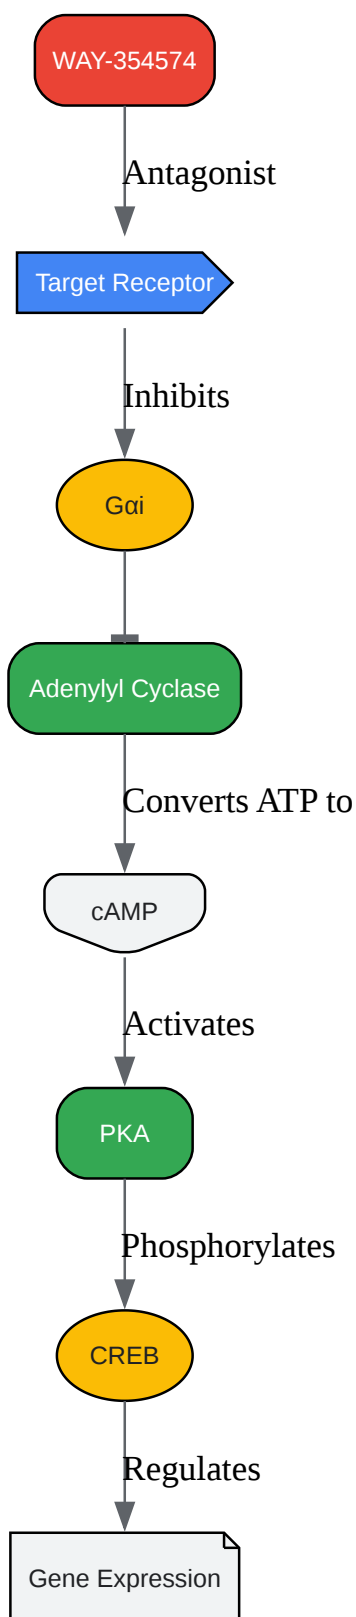 WAY-354574
Antagonist
Target Receptor
Inhibits
Gαi
Adenylyl Cyclase
Converts ATP to
cAMP
Activates
PKA
Phosphorylates
CREB
Regulates
Gene Expression